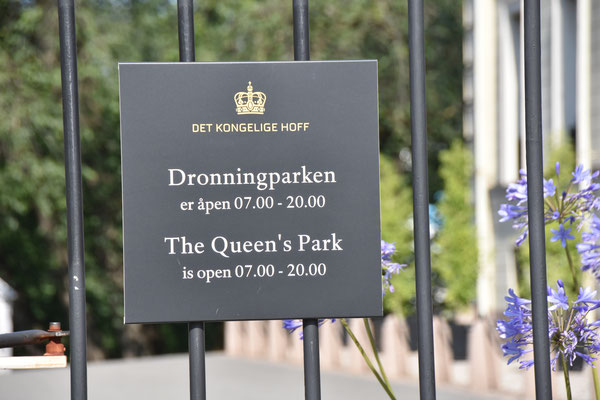 DET KONGELIGE HOFF
Dronningparken
er åpen 07.00 - 20.00
The Queen's Park
is open 07.00 - 20.00